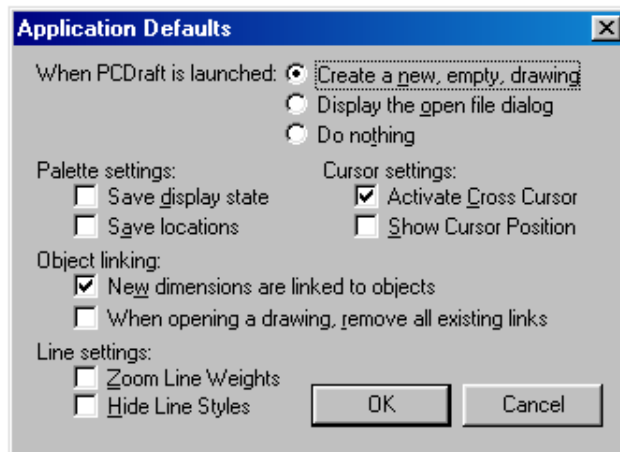 Application Defaults
When PCDraft is launched: Create a new, empty, drawing
Display the open file dialog
Do nothing
Palette settings:
Save display state
Save locations
Cursor settings:
Activate Cross Cursor
Show Cursor Position
Object linking:
New dimensions are linked to objects
When opening a drawing, remove all existing links
Line settings:
Zoom Line Weights
Hide Line Styles
OK
Cancel